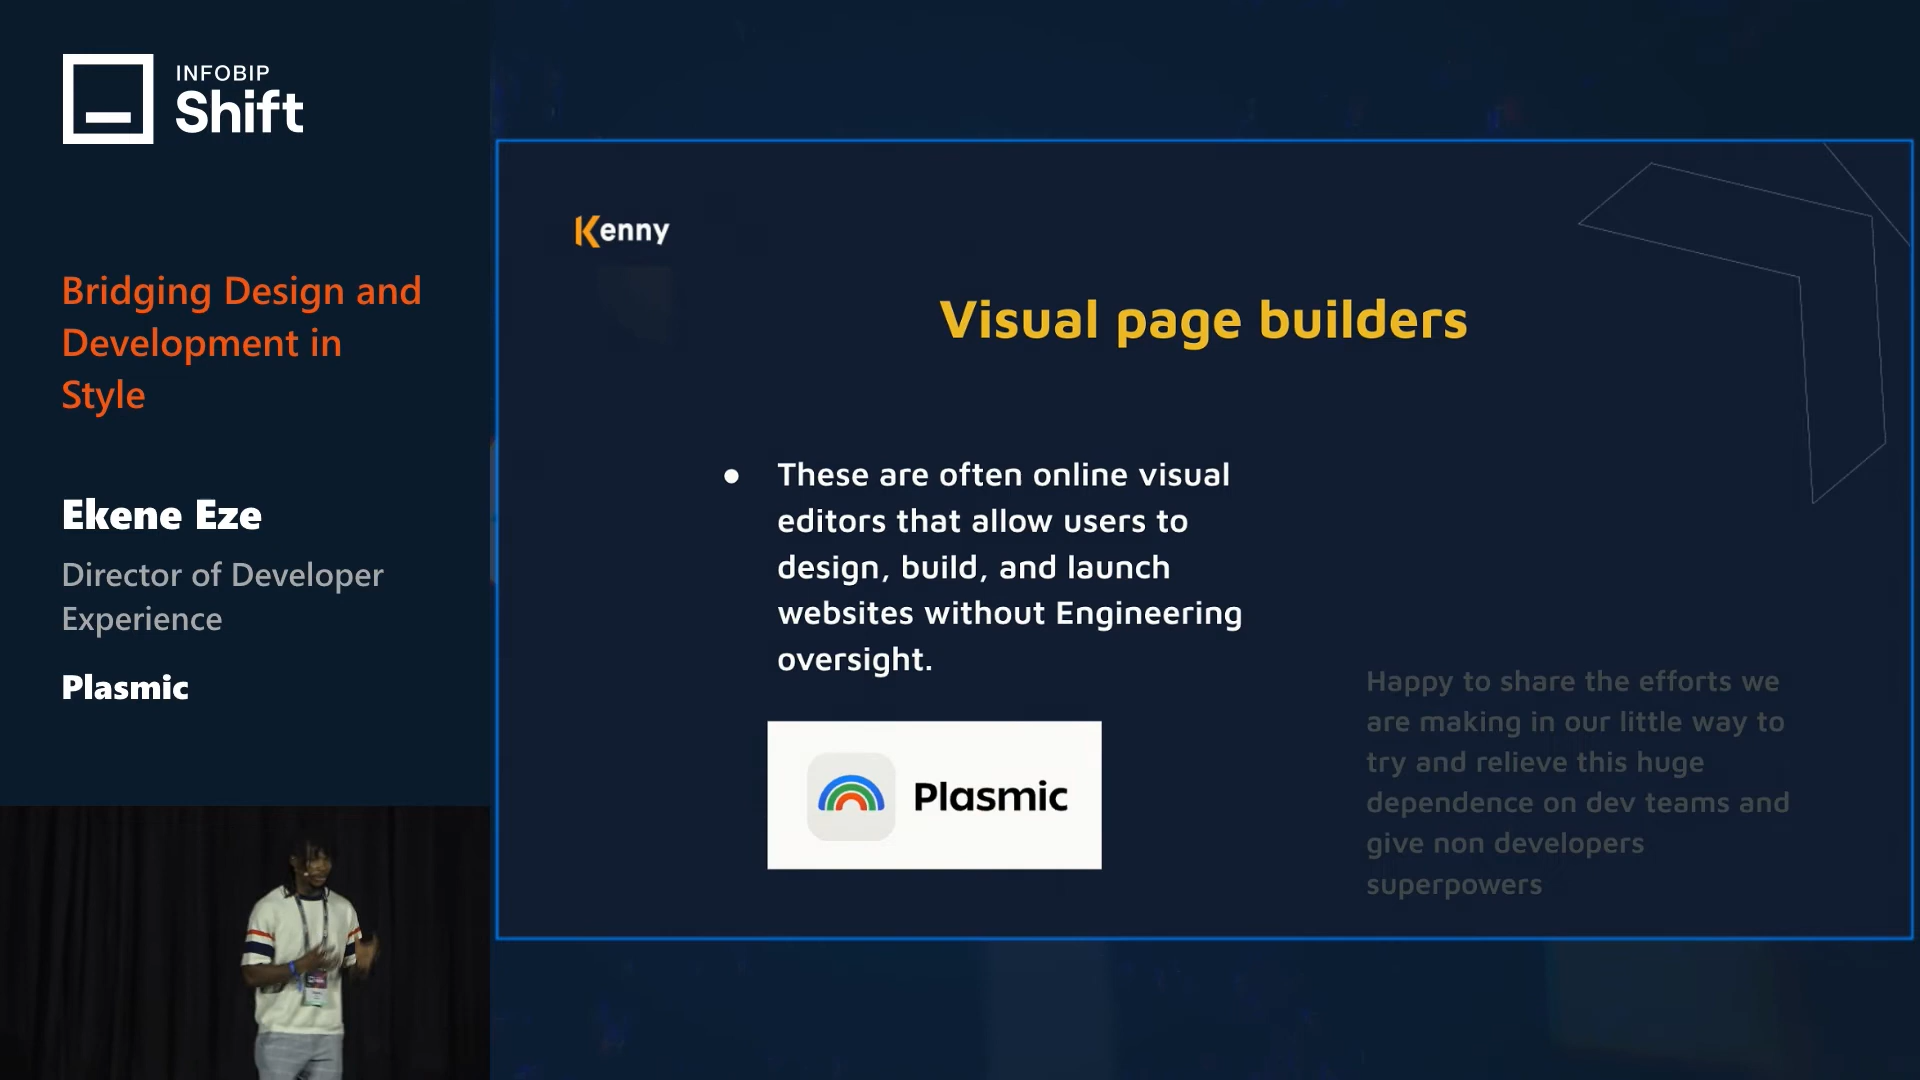 INFOBIP
Shift
Bridging Design and
Development in
Style
Ekene Eze
Director of Developer
Experience
Plasmic
Kenny
Visual page builders
● These are often online visual
editors that allow users to
design, build, and launch
websites without Engineering
oversight.
Plasmic
Happy to share the efforts we
are making in our little way to
try and relieve this huge
dependence on dev teams and
give non developers
superpowers